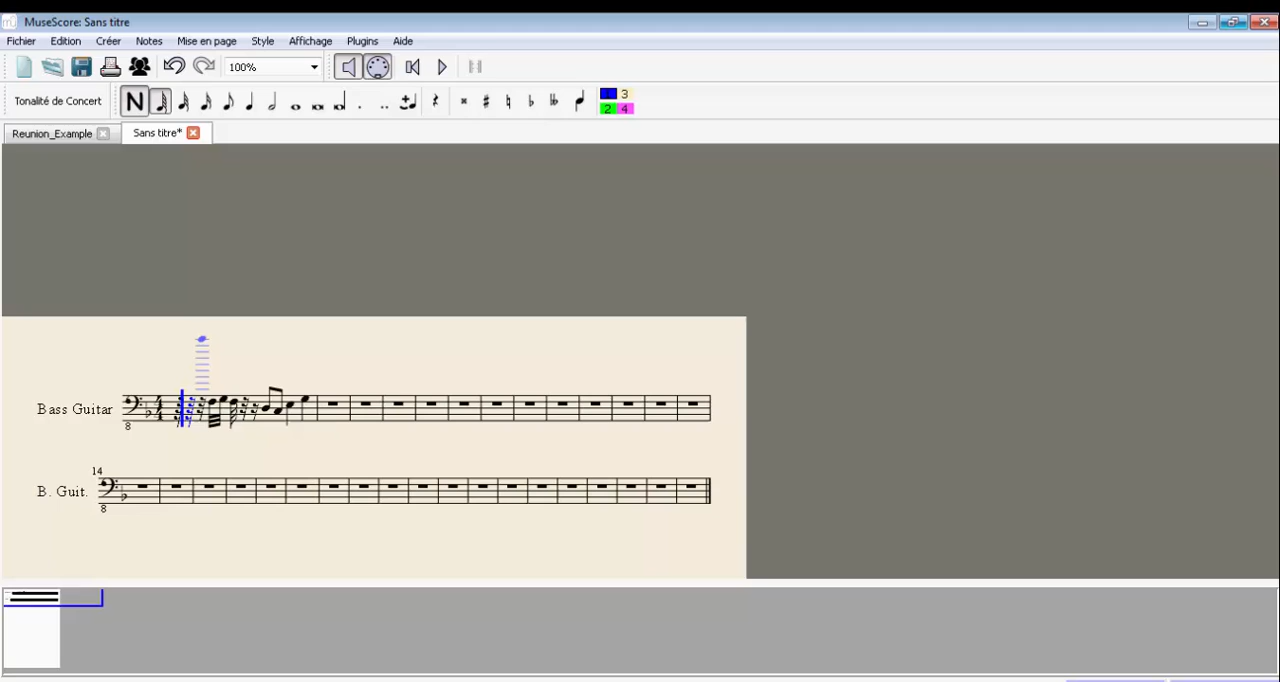 MuseScore: Sans titre
Fichier Edition Créer Notes Mise en page Style Affichage Plugins Aide
100%
Tonalité de Concert N 1 3
2 4
Reunion_Example Sans titre*
Bass Guitar
8
14
B. Guit.
8